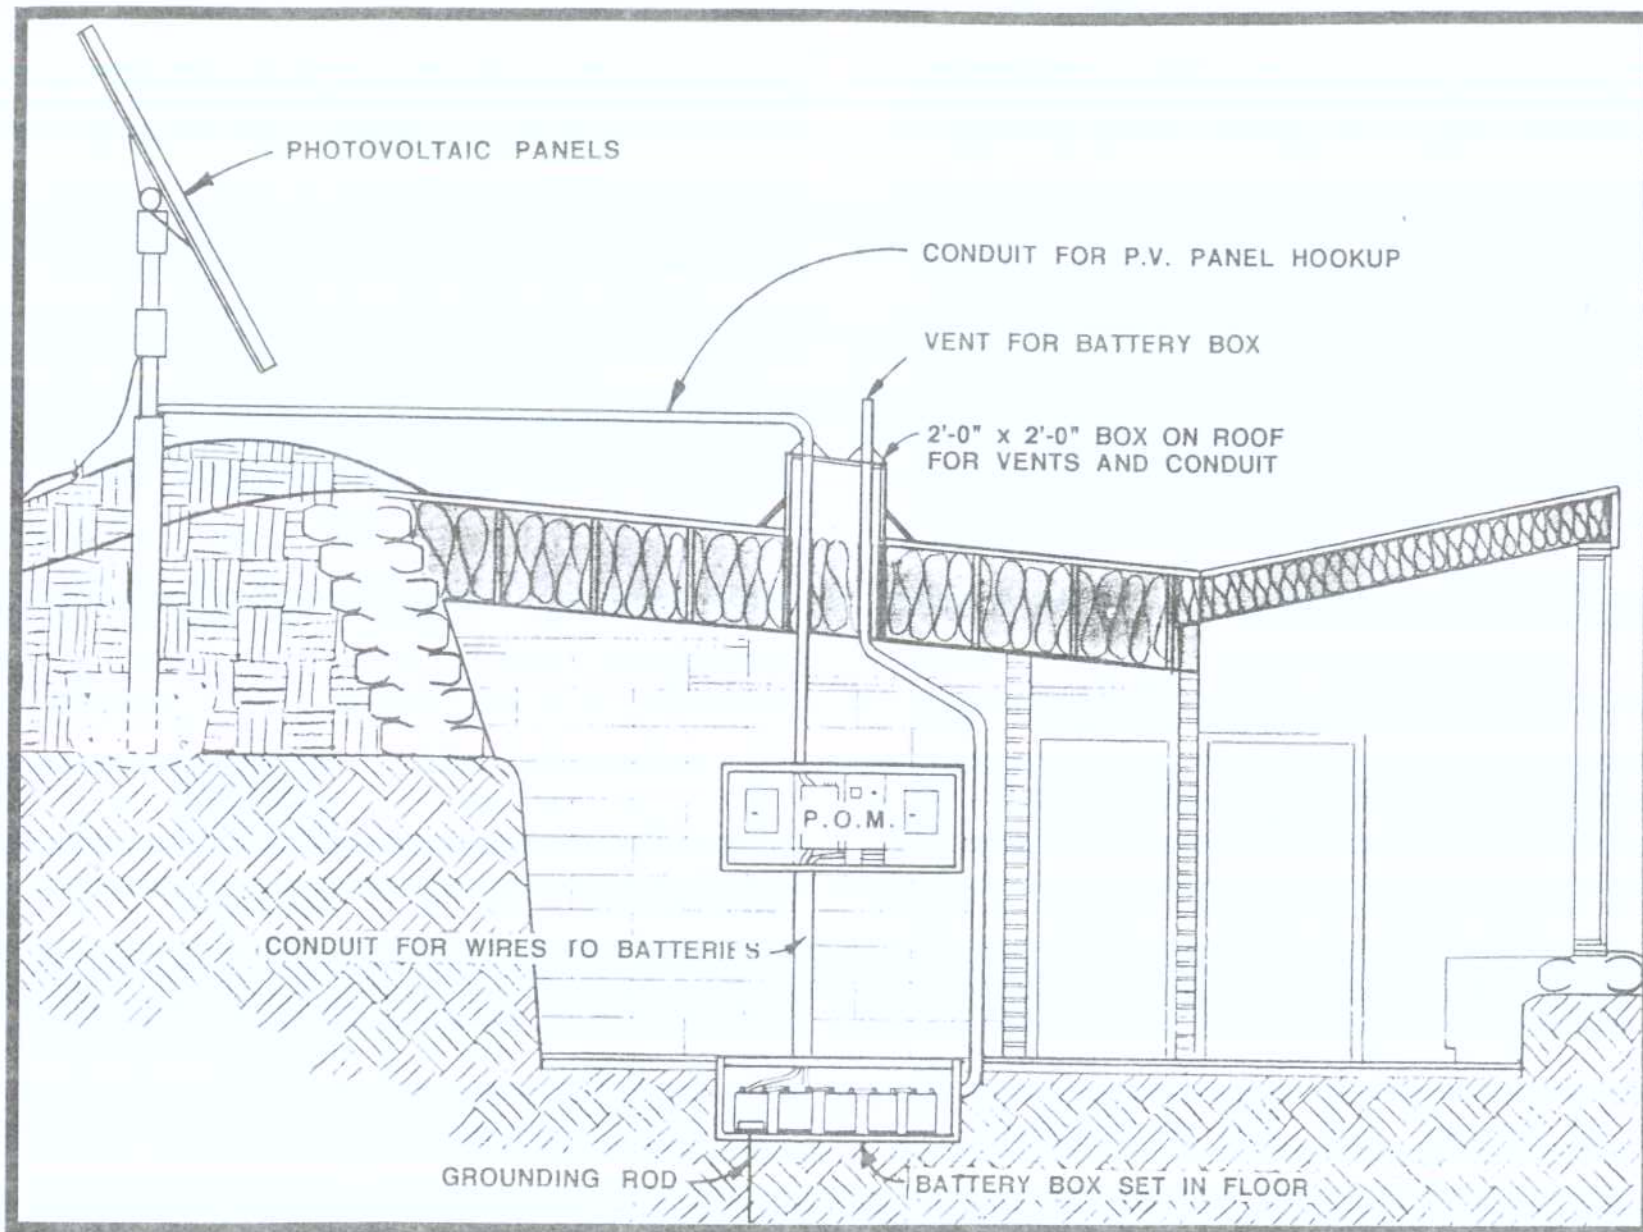 PHOTOVOLTAIC PANELS
CONDUIT FOR P.V. PANEL HOOKUP
VENT FOR BATTERY BOX
2'-0" x 2'-0" BOX ON ROOF
FOR VENTS AND CONDUIT
P.O.M.
CONDUIT FOR WIRES TO BATTERIES
GROUNDING ROD
BATTERY BOX SET IN FLOOR